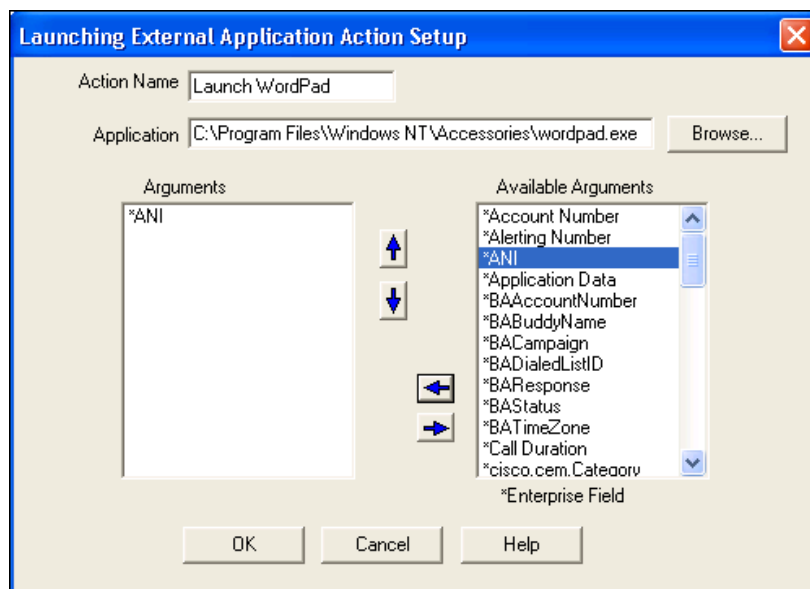 Launching External Application Action Setup
Action Name Launch WordPad
Application C:\Program Files\Windows NT\Accessories\wordpad.exe Browse...
Arguments Available Arguments
*ANI
*Account Number
*Alerting Number
*ANI
*Application Data
*BAAccountNumber
*BABuddyName
*BACampaign
*BADialedListID
*BAResponse
*BAStatus
*BATimeZone
*Call Duration
*cisco.cem.Category
*Enterprise Field
OK Cancel Help